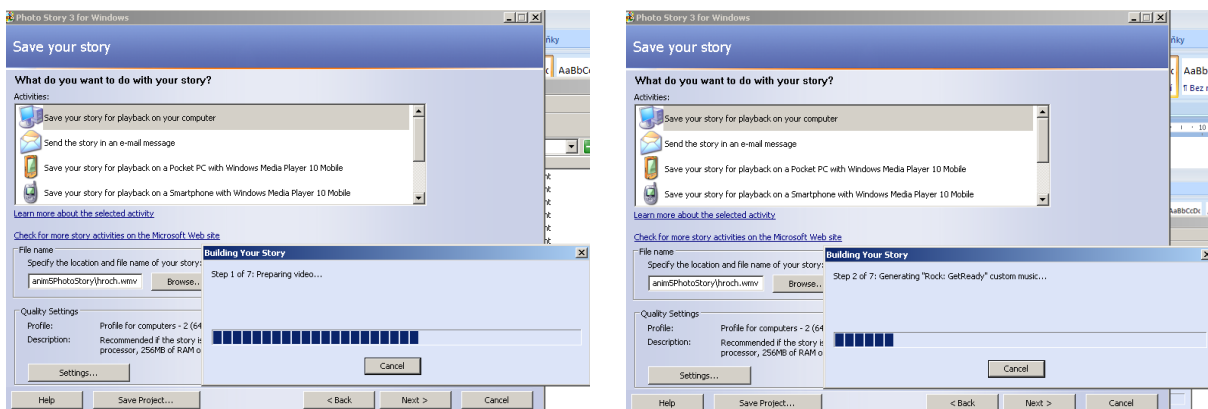 Photo Story 3 for Windows
Save your story
ňky
AaBbCc
What do you want to do with your story?
Activities:
Save your story for playback on your computer
Send the story in an e-mail message
Save your story for playback on a Pocket PC with Windows Media Player 10 Mobile
Save your story for playback on a Smartphone with Windows Media Player 10 Mobile
Learn more about the selected activity
Check for more story activities on the Microsoft Web site
File name
Specify the location and file name of your story:
anim5PhotoStory\hroch.wmv
Browse..
Quality Settings
Profile:
Profile for computers - 2 (64
Description:
Recommended if the story is
processor, 256MB of RAM o
Settings...
Building Your Story
Step 1 of 7: Preparing video...
Cancel
Help
Save Project...
< Back
Next >
Cancel
Photo Story 3 for Windows
Save your story
ňky
AaBb
¶ Bez
10
AaBbCcDc
What do you want to do with your story?
Activities:
Save your story for playback on your computer
Send the story in an e-mail message
Save your story for playback on a Pocket PC with Windows Media Player 10 Mobile
Save your story for playback on a Smartphone with Windows Media Player 10 Mobile
Learn more about the selected activity
Check for more story activities on the Microsoft Web site
File name
Specify the location and file name of your story:
anim5PhotoStory\hroch.wmv
Browse..
Quality Settings
Profile:
Profile for computers - 2 (64
Description:
Recommended if the story is
processor, 256MB of RAM o
Settings...
Building Your Story
Step 2 of 7: Generating "Rock: GetReady" custom music...
Cancel
Help
Save Project...
< Back
Next >
Cancel